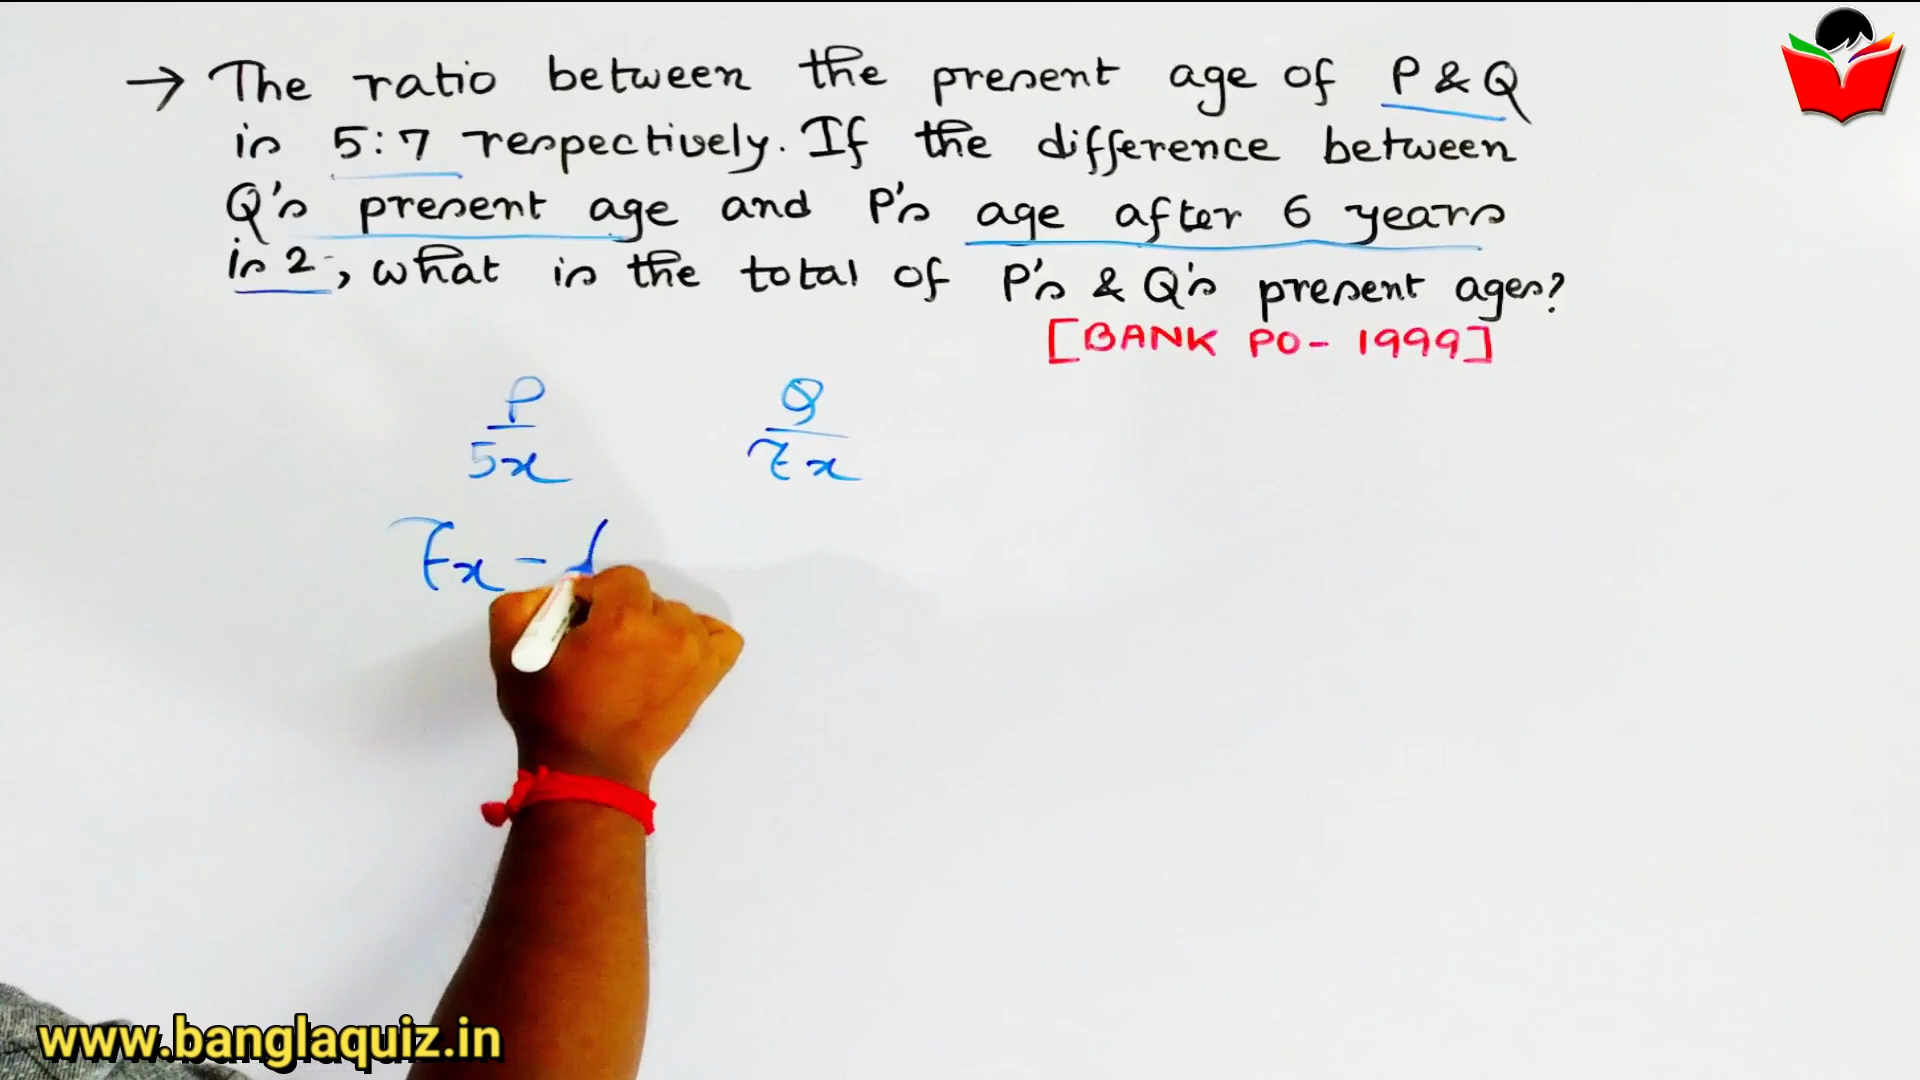 → The ratio between the present age of P & Q
is 5:7 respectively. If the difference between
Q's present age and P's age after 6 years
is 2, what is the total of P's & Q's present ages?
[BANK PO - 1999]
P Q
5x 7x
7x - (
www.banglaquiz.in